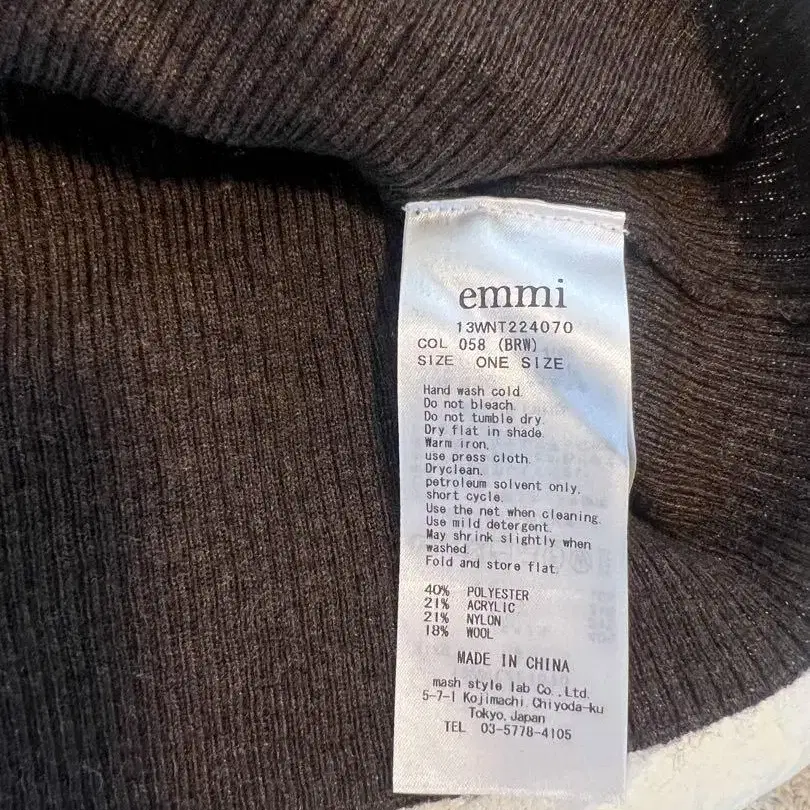 emmi
13WNT224070
COL 058 (BRW)
SIZE ONE SIZE
Hand wash cold.
Do not bleach.
Do not tumble dry.
Dry flat in shade.
Warm iron,
use press cloth.
Dryclean,
petroleum solvent only,
short cycle.
Use the net when cleaning.
Use mild detergent.
May shrink slightly when
washed.
Fold and store flat.
40% POLYESTER
21% ACRYLIC
21% NYLON
18% WOOL
MADE IN CHINA
mash style lab Co.,Ltd.
5-7-1 Kojimachi, Chiyoda-ku
Tokyo, Japan
TEL 03-5778-4105